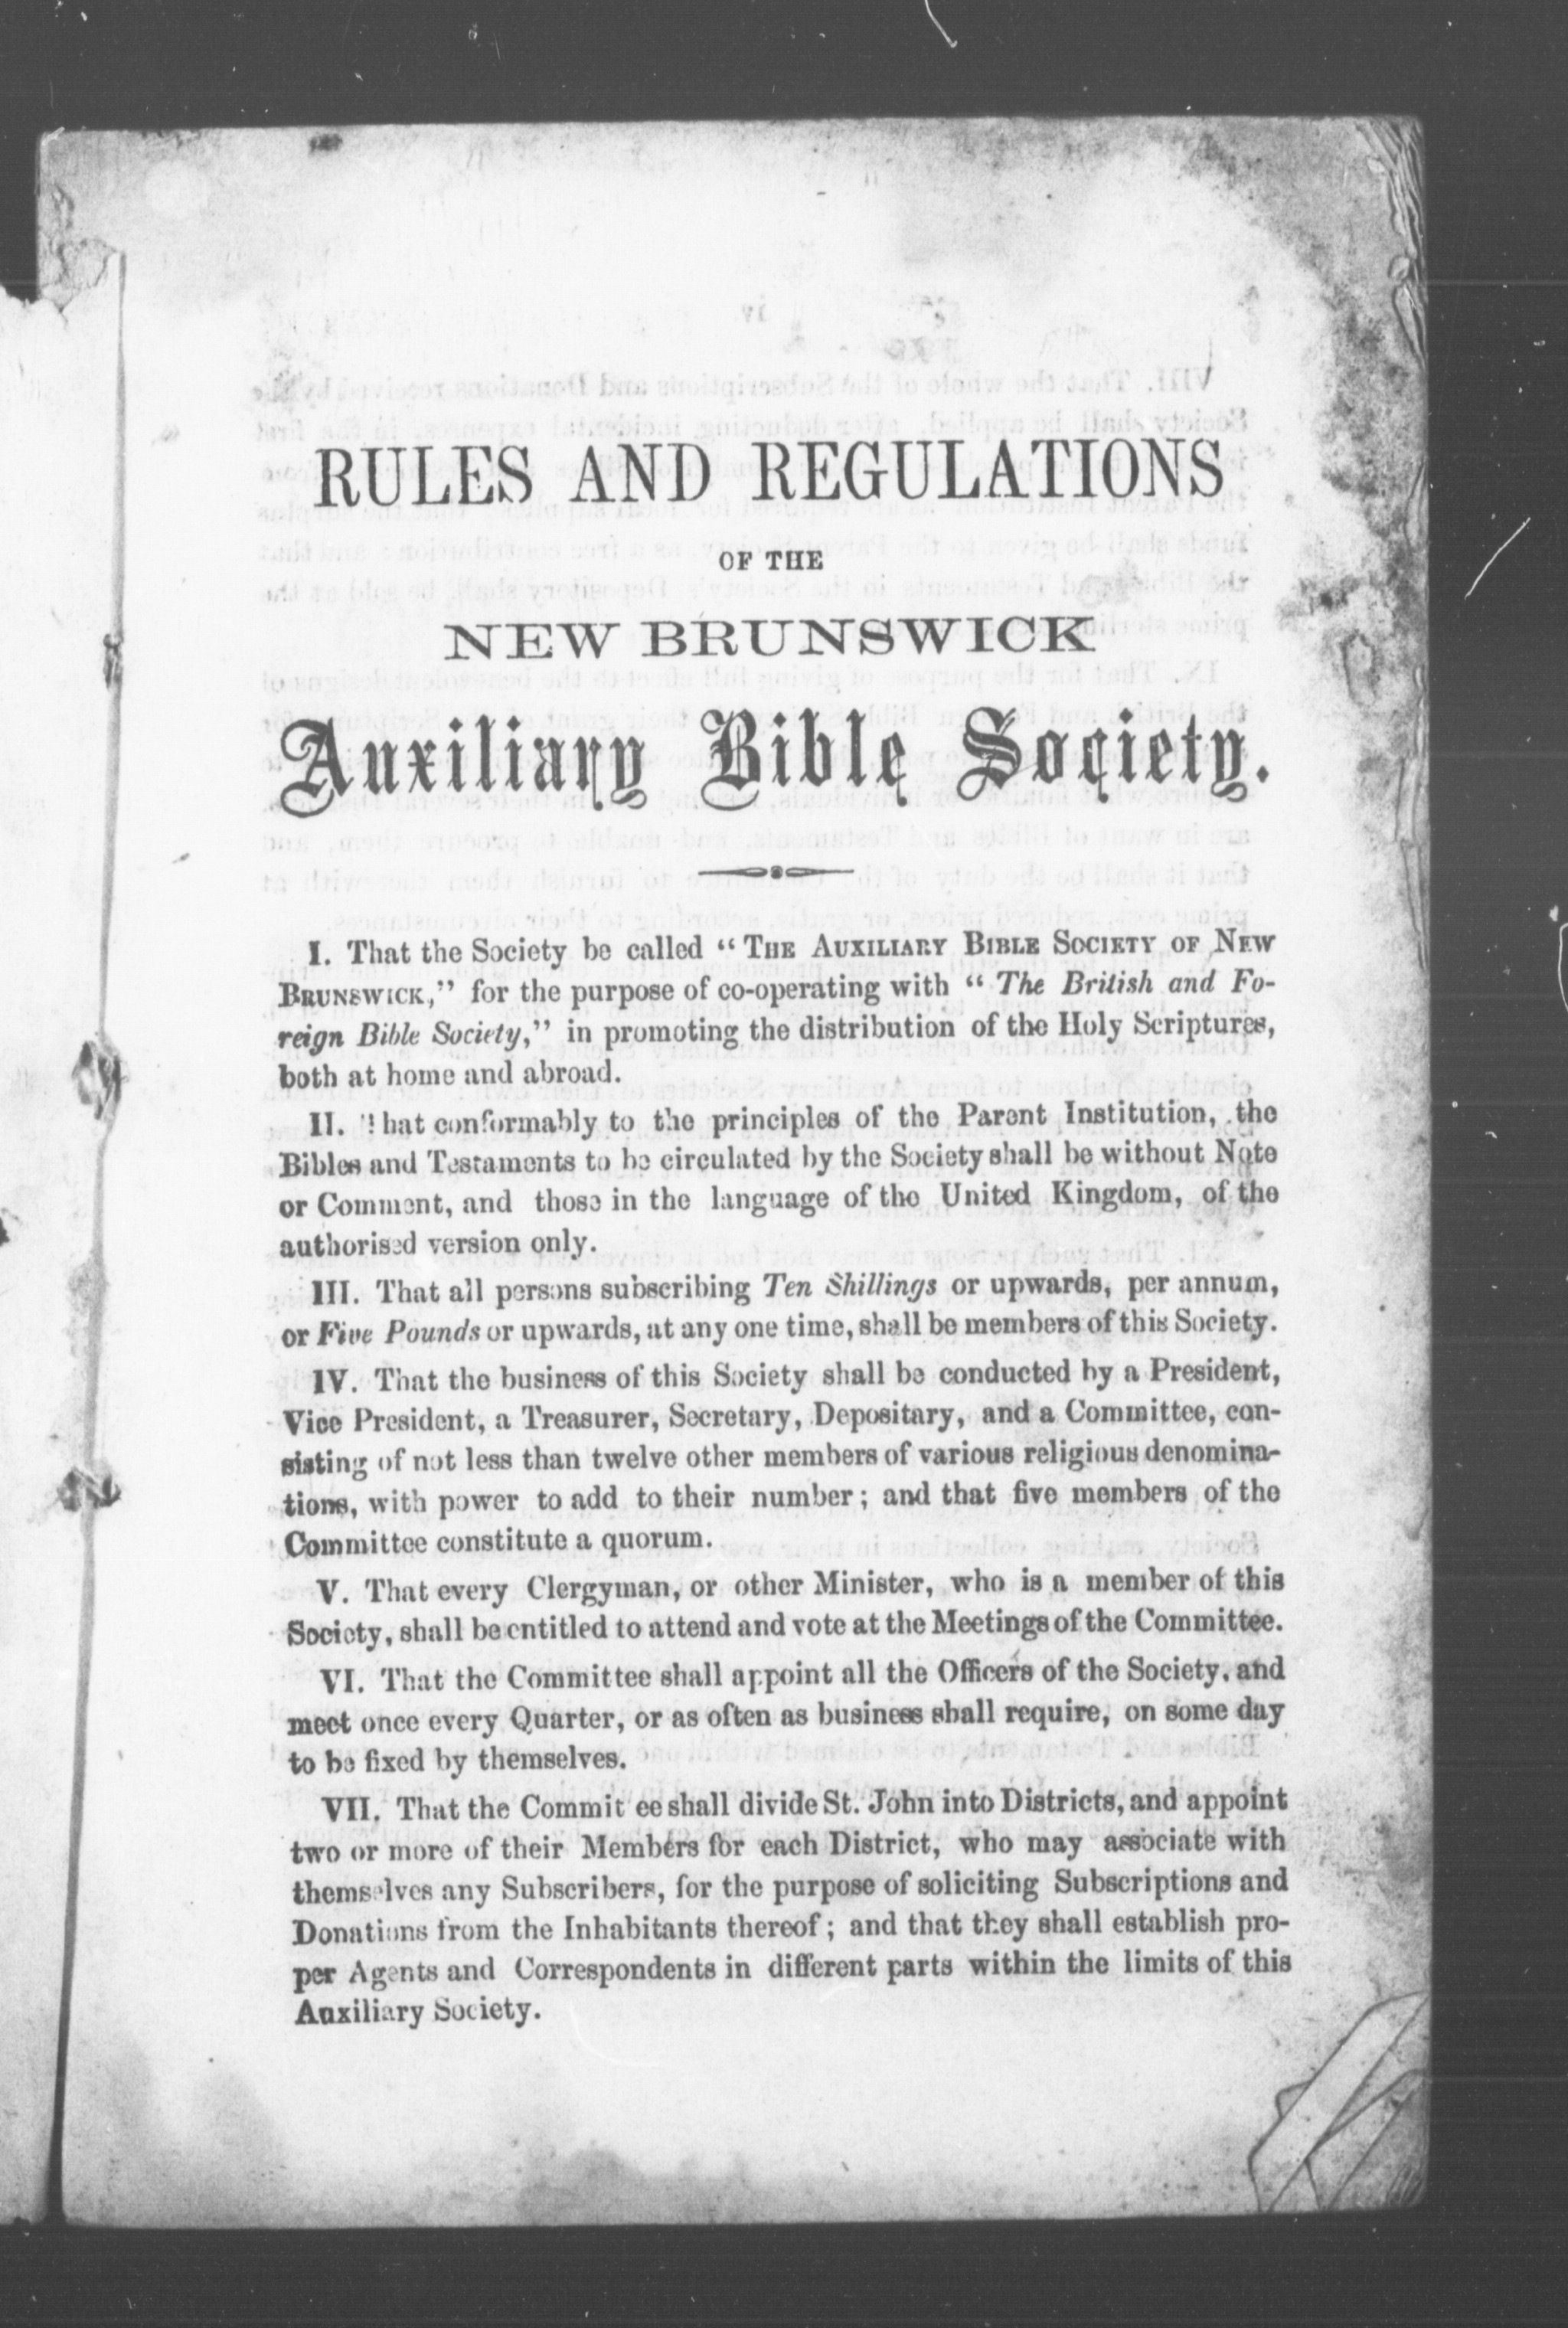 RULES AND REGULATIONS
OF THE
NEW BRUNSWICK
Auxiliary Bible Society.
I. That the Society be called “THE AUXILIARY BIBLE SOCIETY OF NEW
BRUNSWICK,” for the purpose of co-operating with “The British and Fo-
reign Bible Society,” in promoting the distribution of the Holy Scriptures,
both at home and abroad.
II. That conformably to the principles of the Parent Institution, the
Bibles and Testaments to be circulated by the Society shall be without Note
or Comment, and those in the language of the United Kingdom, of the
authorised version only.
III. That all persons subscribing Ten Shillings or upwards, per annum,
or Five Pounds or upwards, at any one time, shall be members of this Society.
IV. That the business of this Society shall be conducted by a President,
Vice President, a Treasurer, Secretary, Depositary, and a Committee, con-
sisting of not less than twelve other members of various religious denomina-
tions, with power to add to their number; and that five members of the
Committee constitute a quorum.
V. That every Clergyman, or other Minister, who is a member of this
Society, shall be entitled to attend and vote at the Meetings of the Committee.
VI. That the Committee shall appoint all the Officers of the Society, and
meet once every Quarter, or as often as business shall require, on some day
to be fixed by themselves.
VII. That the Commit ee shall divide St. John into Districts, and appoint
two or more of their Members for each District, who may associate with
themselves any Subscribers, for the purpose of soliciting Subscriptions and
Donations from the Inhabitants thereof; and that they shall establish pro-
per Agents and Correspondents in different parts within the limits of this
Auxiliary Society.